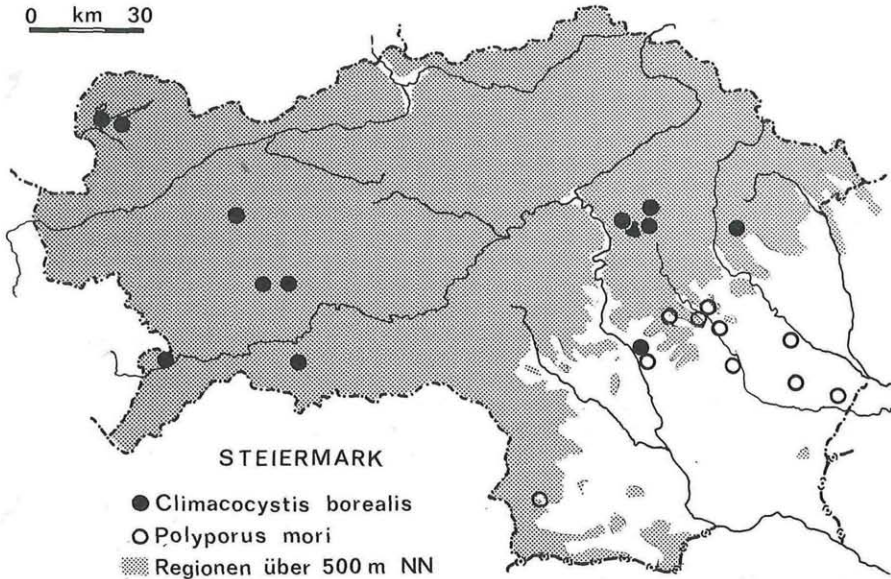 0 km 30
STEIERMARK
Climacocystis borealis
Polyporus mori
Regionen über 500 m NN